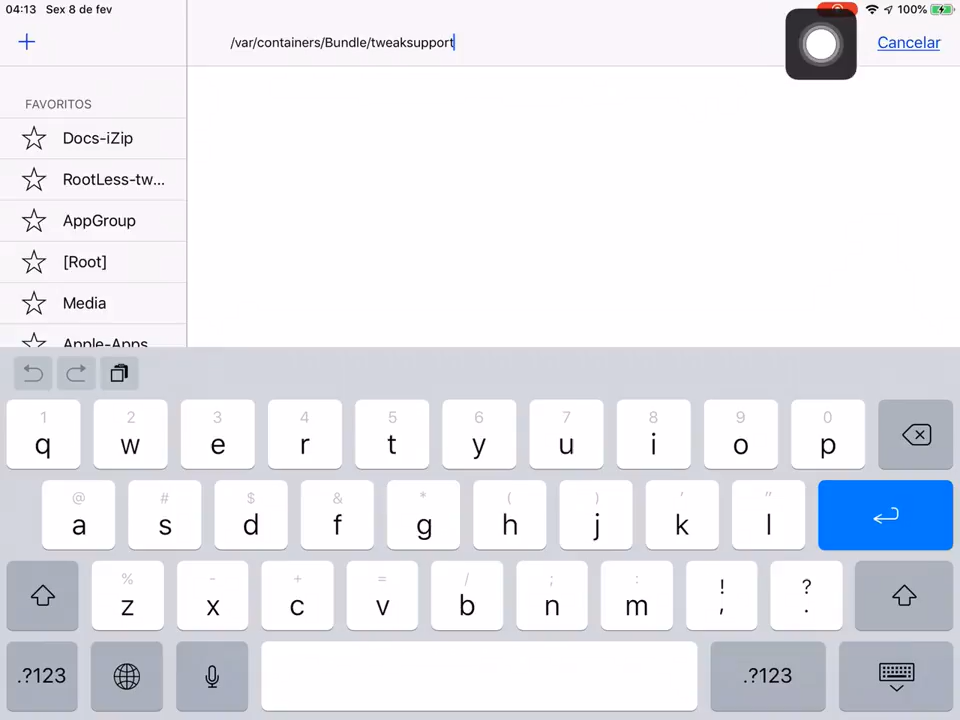 04:13 Sex 8 de fev
100%
/var/containers/Bundle/tweaksupport
Cancelar
FAVORITOS
Docs-iZip
RootLess-tw...
AppGroup
[Root]
Media
Apple-Apps
1 2 3 4 5 6 7 8 9 0
q w e r t y u i o p
@ # $ & * ( ) ' "
a s d f g h j k l
% - + = / ; : ! ?
z x c v b n m , .
.?123 .?123